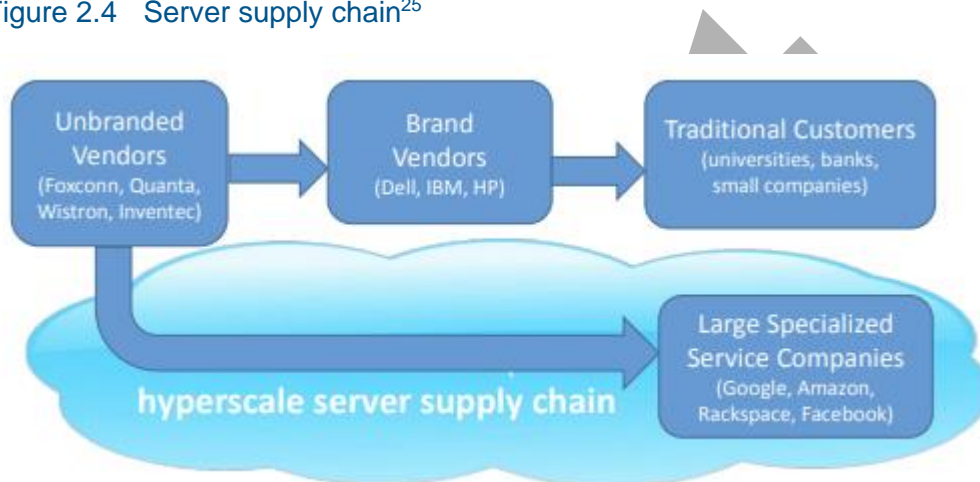 Figure 2.4 Server supply chain25
Unbranded
Vendors
(Foxconn, Quanta,
Wistron, Inventec)
Brand
Vendors
(Dell, IBM, HP)
Traditional Customers
(universities, banks,
small companies)
Large Specialized
Service Companies
(Google, Amazon,
Rackspace, Facebook)
hyperscale server supply chain